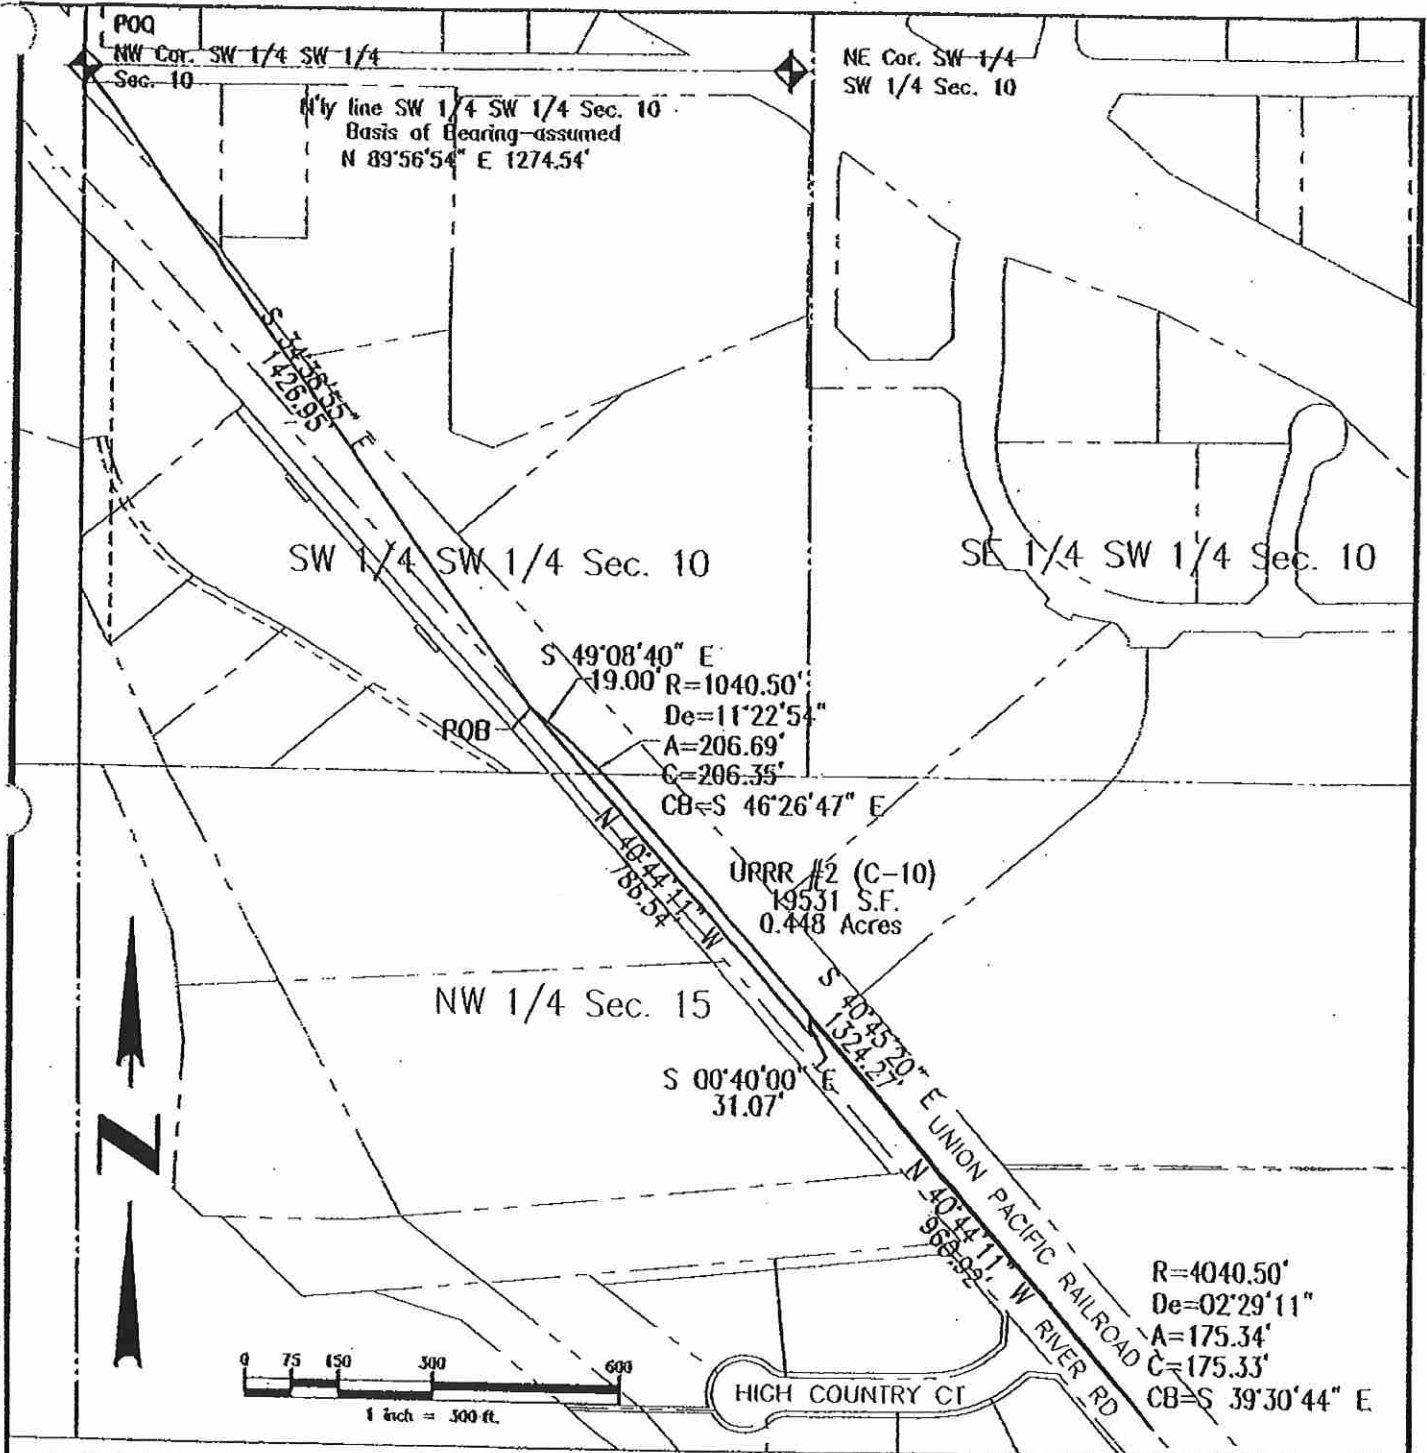 POQ
NW Cor. SW 1/4 SW 1/4
Sec. 10
NE Cor. SW 1/4
SW 1/4 Sec. 10
N'ly line SW 1/4 SW 1/4 Sec. 10
Basis of Bearing-assumed
N 89°56'54" E 1274.54'
S 34°36'55" E
1426.95'
SW 1/4 SW 1/4 Sec. 10
SE 1/4 SW 1/4 Sec. 10
S 49°08'40" E
19.00'
R=1040.50'
De=11°22'54"
A=206.69'
C=206.35'
CB=S 46°26'47" E
POB
N 40°44'11" W
786.54'
URRR #2 (C-10)
19531 S.F.
0.448 Acres
NW 1/4 Sec. 15
S 40°45'20" E
1324.27'
S 00°40'00" E
31.07'
N 40°44'11" W
UNION PACIFIC RAILROAD
RIVER RD
R=4040.50'
De=02°29'11"
A=175.34'
C=175.33'
CB=S 39°30'44" E
N
0 75 150 300 600
1 inch = 300 ft.
HIGH COUNTRY CT